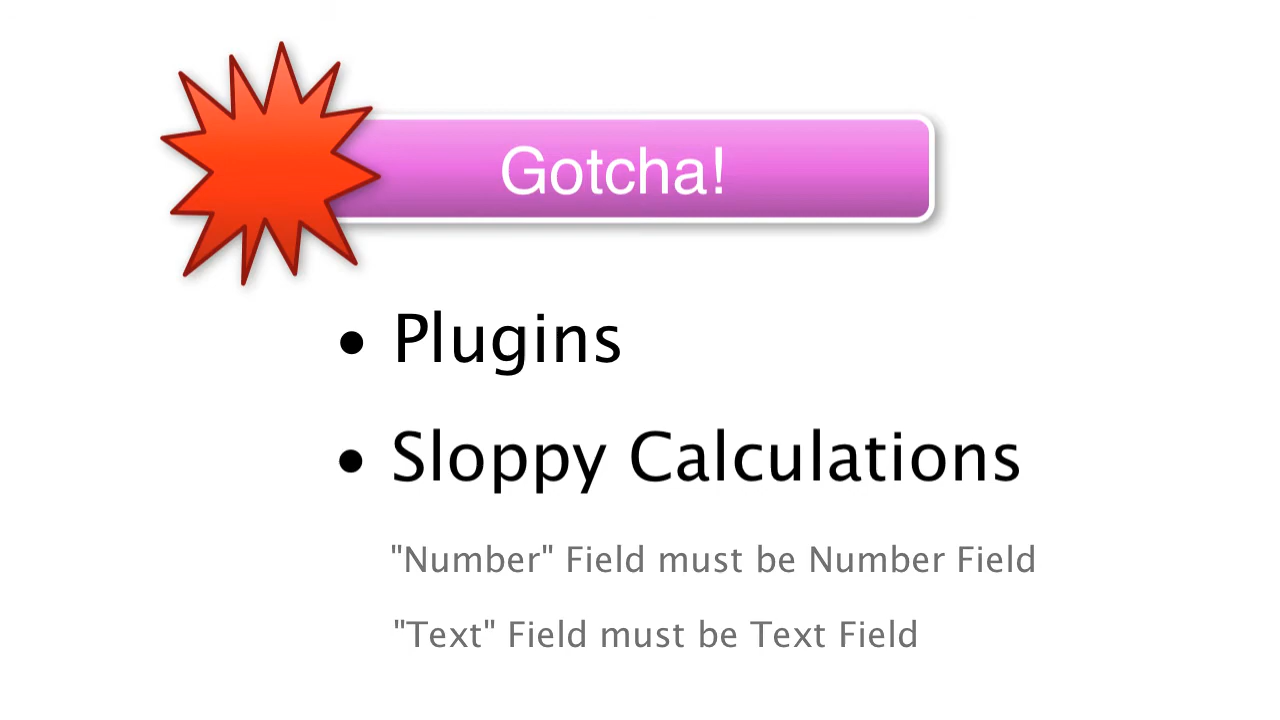 Gotcha!
• Plugins
• Sloppy Calculations
"Number" Field must be Number Field
"Text" Field must be Text Field